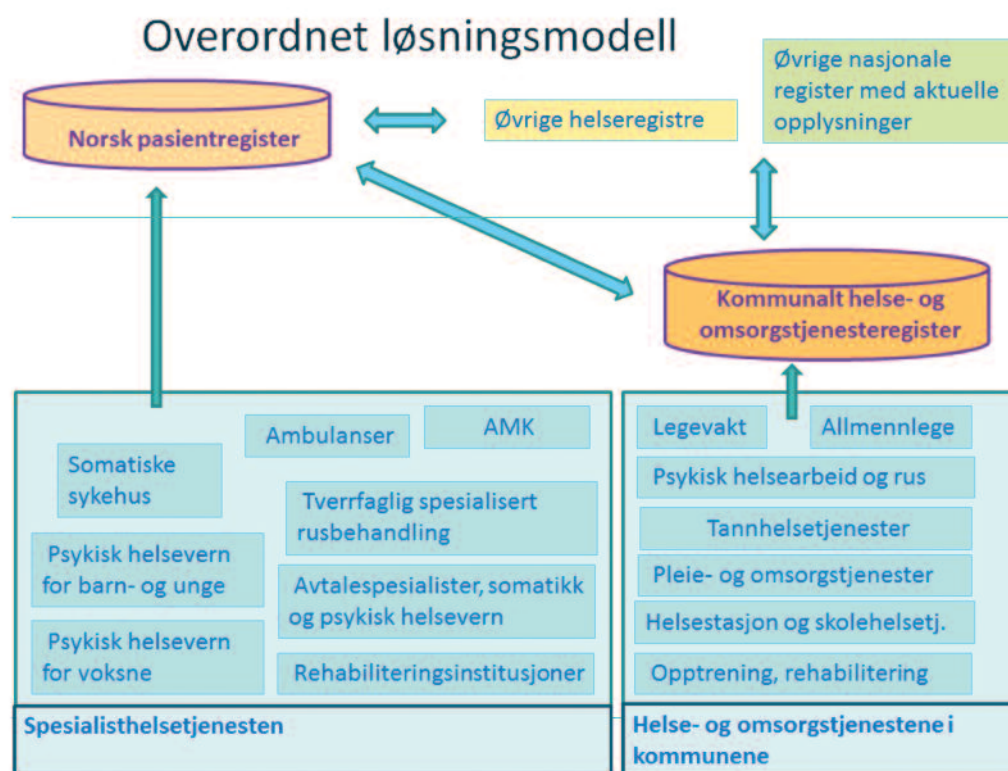 Overordnet løsningsmodell
Norsk pasientregister
Øvrige helseregistre
Øvrige nasjonale
register med aktuelle
opplysninger
Kommunalt helse- og
omsorgstjenesteregister
Ambulanser
AMK
Somatiske
sykehus
Tverrfaglig spesialisert
rusbehandling
Psykisk helsevern
for barn- og unge
Avtalespesialister, somatikk
og psykisk helsevern
Psykisk helsevern
for voksne
Rehabiliteringsinstitusjoner
Spesialisthelsetjenesten
Legevakt
Allmennlege
Psykisk helsearbeid og rus
Tannhelsetjenester
Pleie- og omsorgstjenester
Helsestasjon og skolehelsetj.
Opptrening, rehabilitering
Helse- og omsorgstjenestene i
kommunene